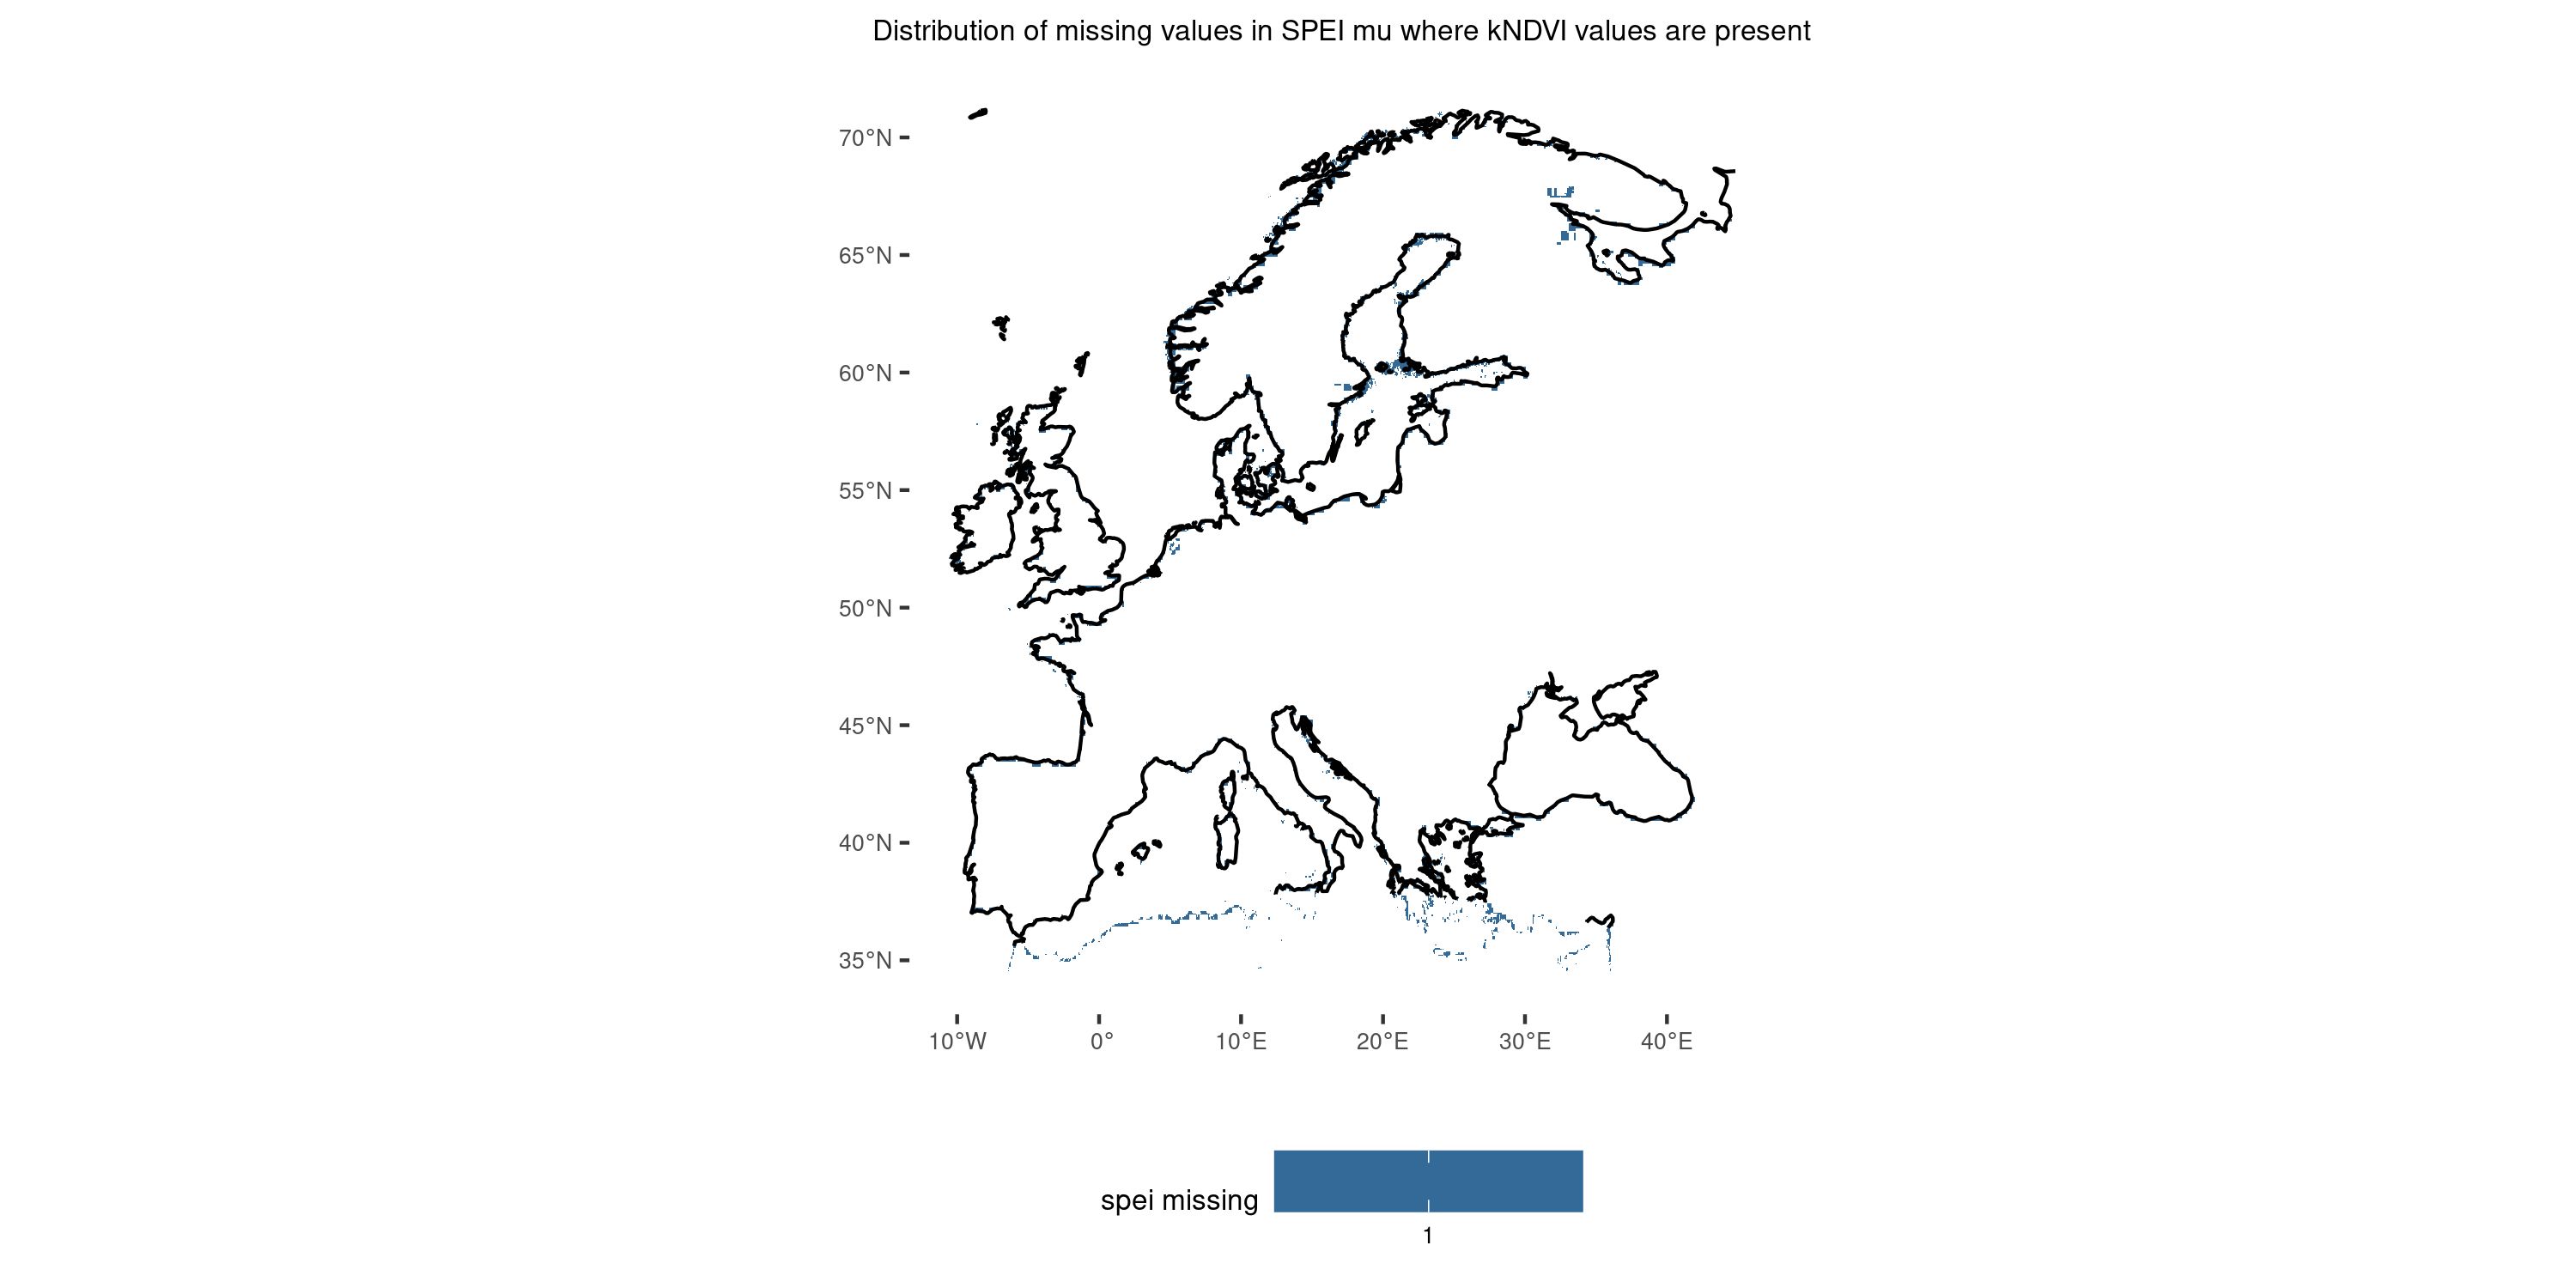 Distribution of missing values in SPEI mu where kNDVI values are present
70°N
65°N
60°N
55°N
50°N
45°N
40°N
35°N
10°W 0° 10°E 20°E 30°E 40°E
spei missing
1